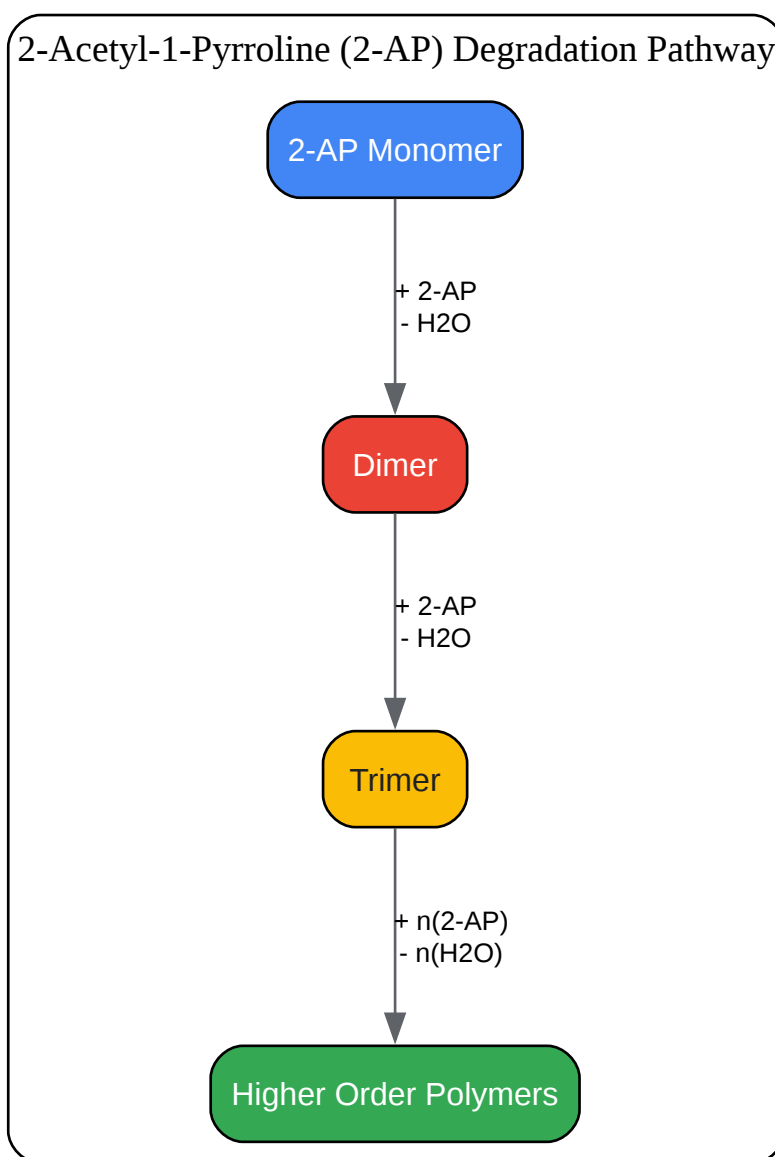 2-Acetyl-1-Pyrroline (2-AP) Degradation Pathway
2-AP Monomer
+ 2-AP
- H2O
Dimer
+ 2-AP
- H2O
Trimer
+ n(2-AP)
- n(H2O)
Higher Order Polymers